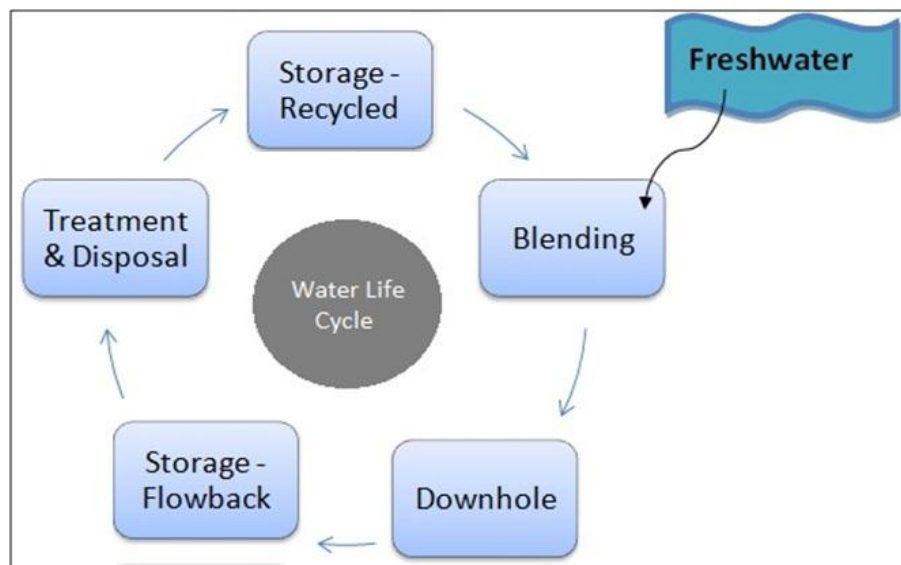 Storage -
Recycled
Freshwater
Treatment
& Disposal
Blending
Water Life
Cycle
Storage -
Flowback
Downhole